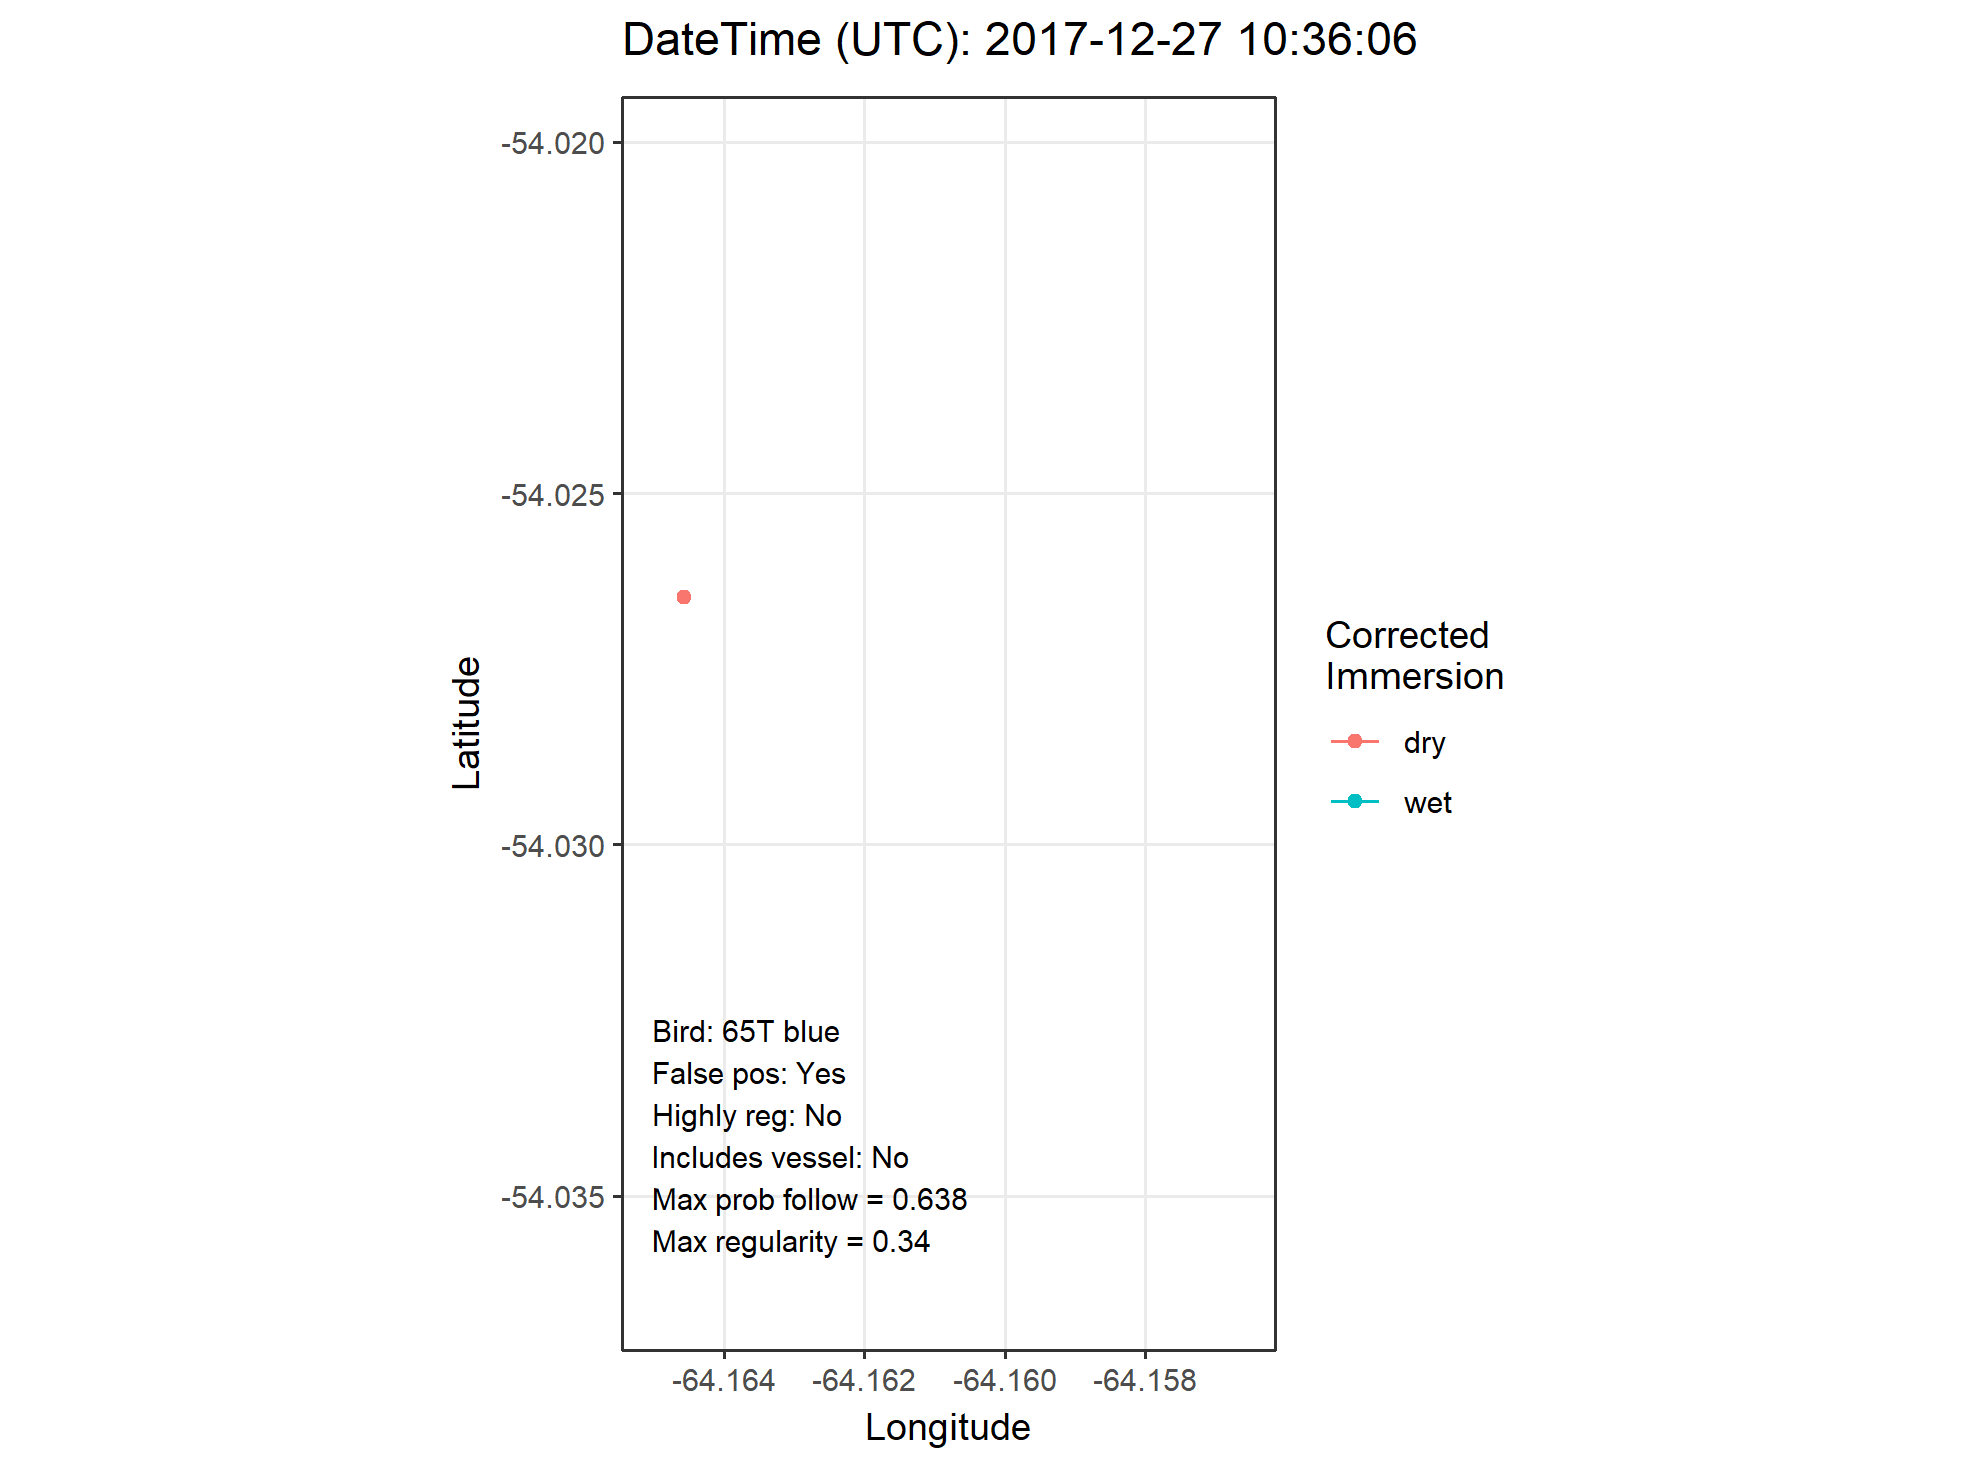 DateTime (UTC): 2017-12-27 10:36:06
-54.020
-54.025
-54.030
-54.035
Latitude
Bird: 65T blue
False pos: Yes
Highly reg: No
Includes vessel: No
Max prob follow = 0.638
Max regularity = 0.34
-64.164 -64.162 -64.160 -64.158
Longitude
Corrected
Immersion
dry
wet